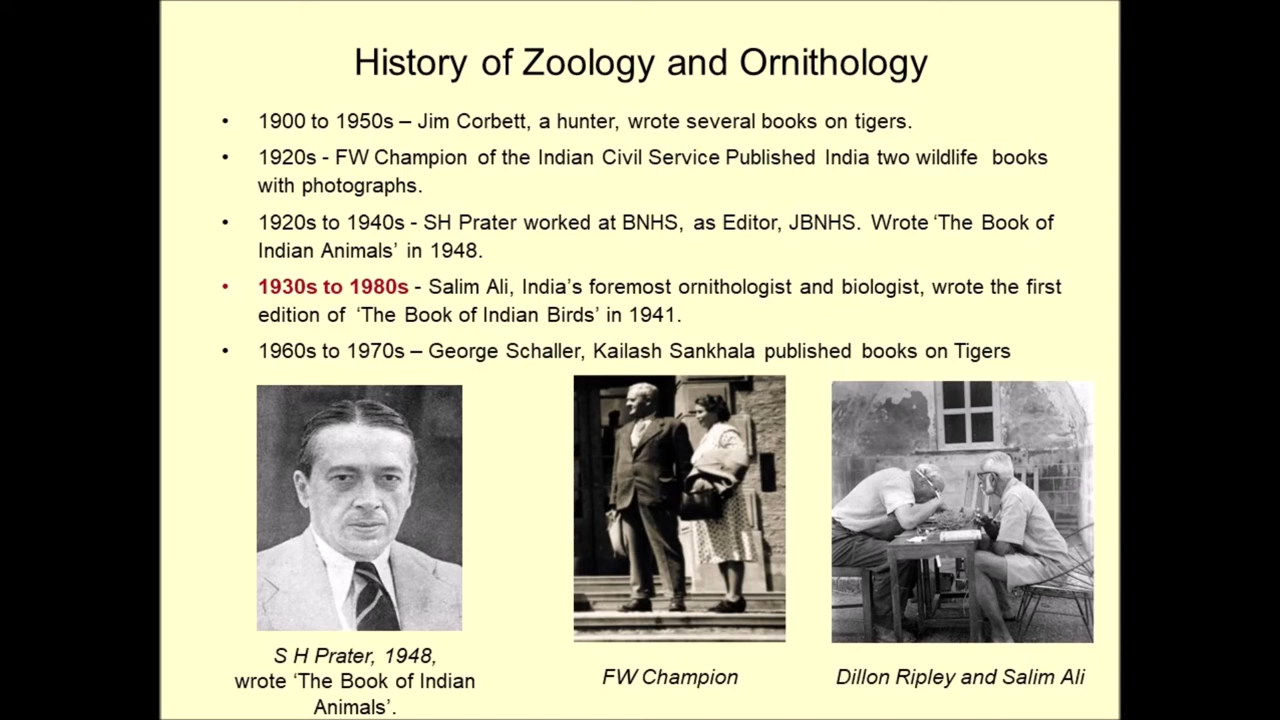 History of Zoology and Ornithology
• 1900 to 1950s – Jim Corbett, a hunter, wrote several books on tigers.
• 1920s - FW Champion of the Indian Civil Service Published India two wildlife books
with photographs.
• 1920s to 1940s - SH Prater worked at BNHS, as Editor, JBNHS. Wrote ‘The Book of
Indian Animals’ in 1948.
• 1930s to 1980s - Salim Ali, India’s foremost ornithologist and biologist, wrote the first
edition of ‘The Book of Indian Birds’ in 1941.
• 1960s to 1970s – George Schaller, Kailash Sankhala published books on Tigers
S H Prater, 1948,
wrote ‘The Book of Indian
Animals’.
FW Champion
Dillon Ripley and Salim Ali